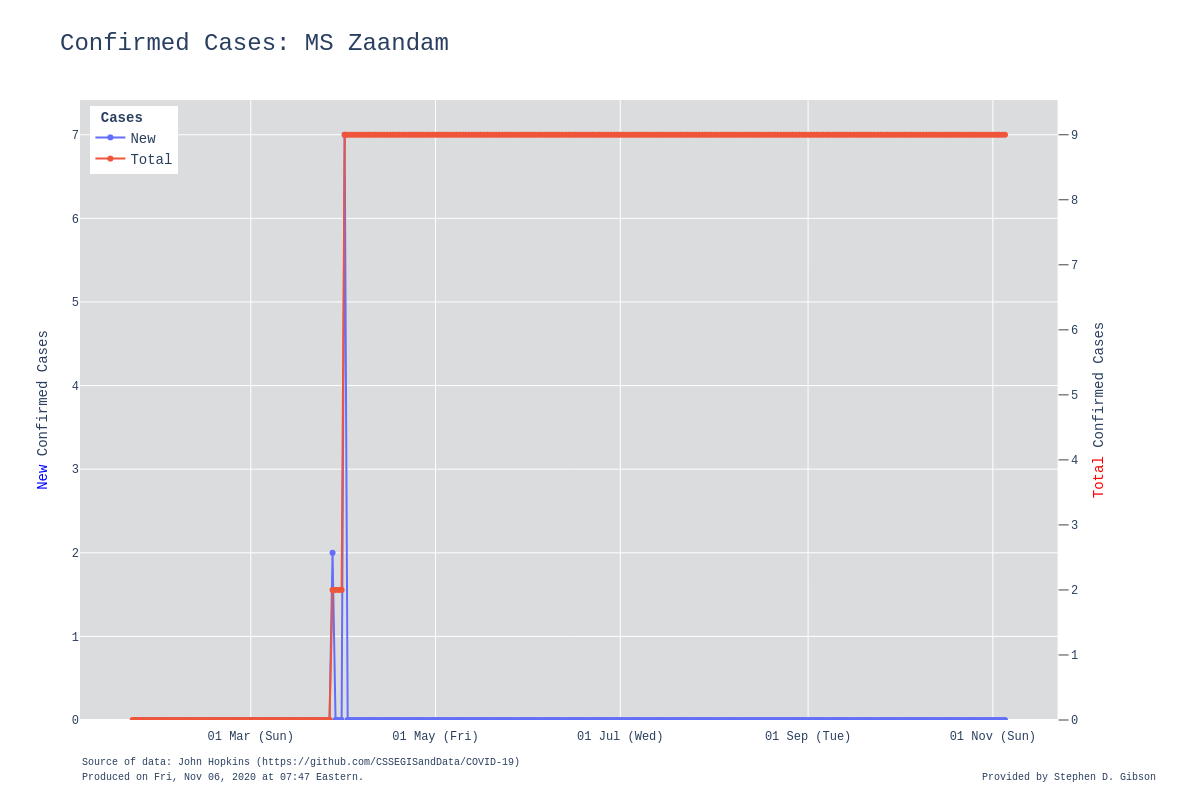 Confirmed Cases: MS Zaandam
Cases
New
Total
7
6
5
4
3
2
1
0
New Confirmed Cases
9
8
7
6
5
4
3
2
1
0
Total Confirmed Cases
01 Mar (Sun)
01 May (Fri)
01 Jul (Wed)
01 Sep (Tue)
01 Nov (Sun)
Source of data: John Hopkins (https://github.com/CSSEGISandData/COVID-19)
Produced on Fri, Nov 06, 2020 at 07:47 Eastern.
Provided by Stephen D. Gibson